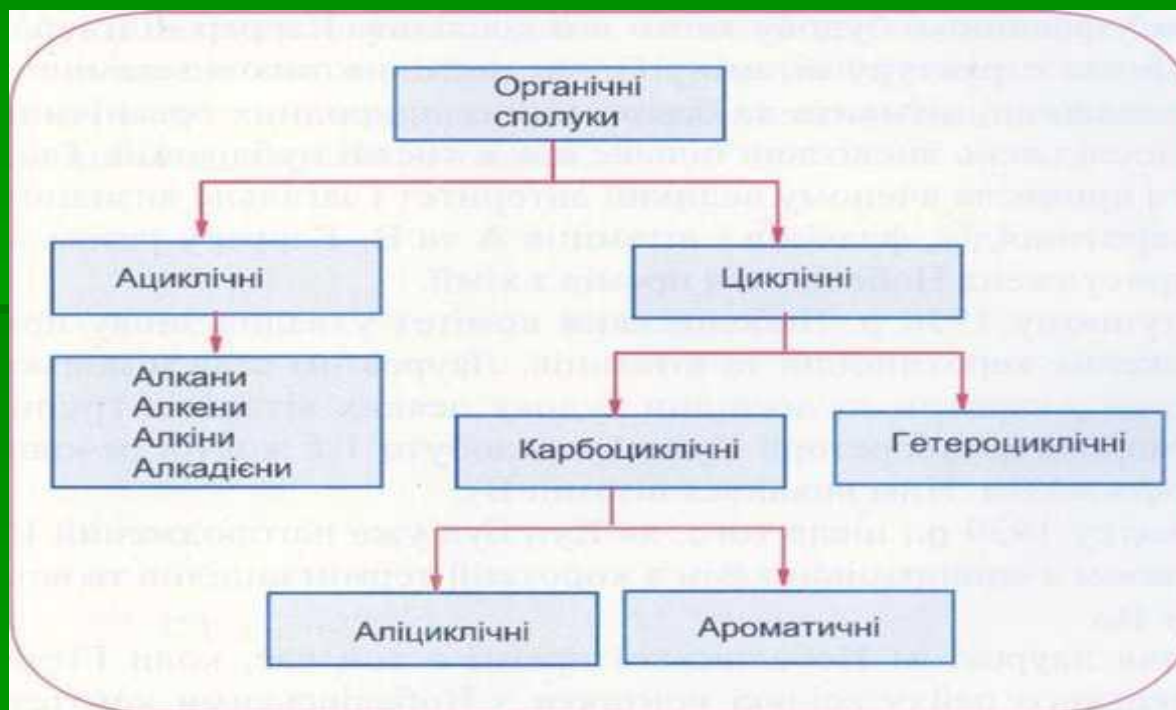 Органічні
сполуки
Ациклічні
Циклічні
Алкани
Алкени
Алкіни
Алкадієни
Карбоциклічні
Гетероциклічні
Аліциклічні
Ароматичні